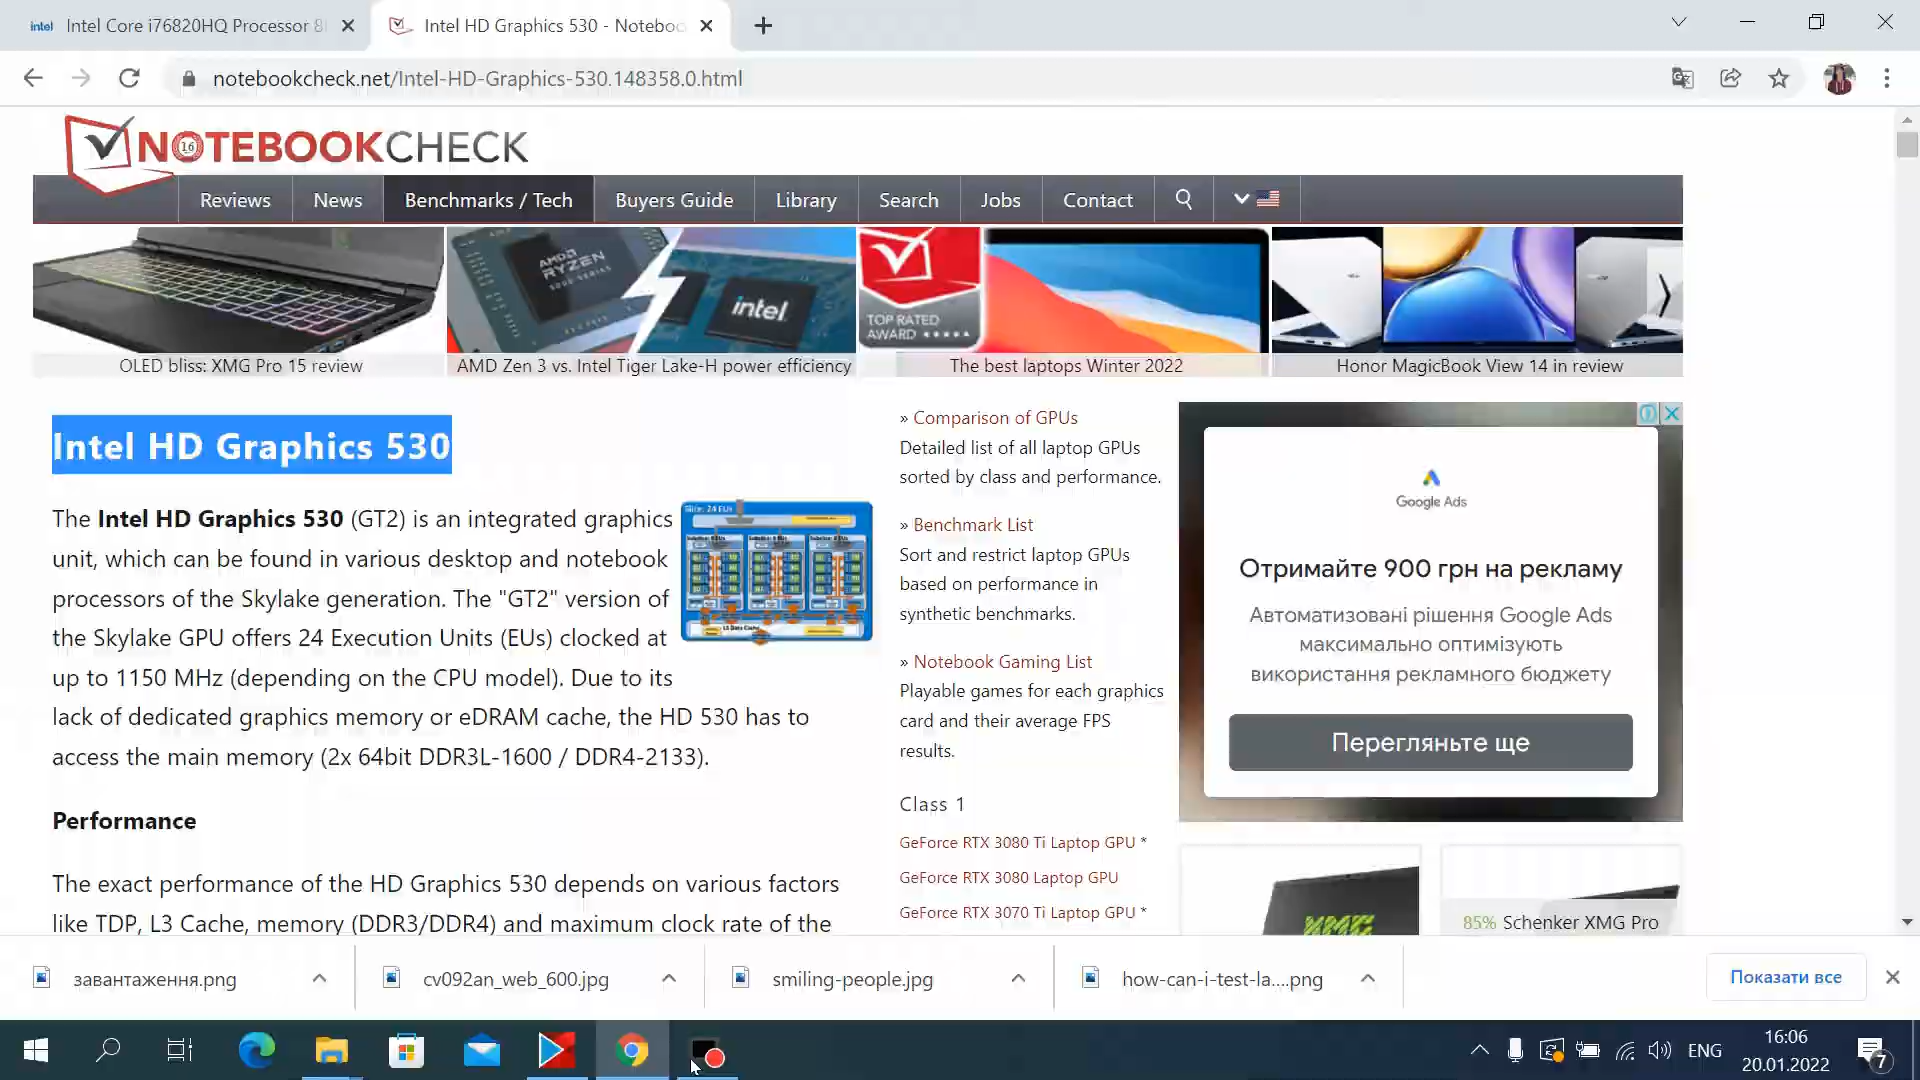 intel Intel Core i76820HQ Processor 8
Intel HD Graphics 530 - Noteboo
notebookcheck.net/Intel-HD-Graphics-530.148358.0.html
NOTEBOOKCHECK
16
Reviews News Benchmarks / Tech Buyers Guide Library Search Jobs Contact
AMD
RYZEN
5000 SERIES
intel
TOP RATED
AWARD
OLED bliss: XMG Pro 15 review
AMD Zen 3 vs. Intel Tiger Lake-H power efficiency
The best laptops Winter 2022
Honor MagicBook View 14 in review
Intel HD Graphics 530
The Intel HD Graphics 530 (GT2) is an integrated graphics
unit, which can be found in various desktop and notebook
processors of the Skylake generation. The "GT2" version of
the Skylake GPU offers 24 Execution Units (EUs) clocked at
up to 1150 MHz (depending on the CPU model). Due to its
lack of dedicated graphics memory or eDRAM cache, the HD 530 has to
access the main memory (2x 64bit DDR3L-1600 / DDR4-2133).
Performance
The exact performance of the HD Graphics 530 depends on various factors
like TDP, L3 Cache, memory (DDR3/DDR4) and maximum clock rate of the
» Comparison of GPUs
Detailed list of all laptop GPUs
sorted by class and performance.
» Benchmark List
Sort and restrict laptop GPUs
based on performance in
synthetic benchmarks.
» Notebook Gaming List
Playable games for each graphics
card and their average FPS
results.
Class 1
GeForce RTX 3080 Ti Laptop GPU *
GeForce RTX 3080 Laptop GPU
GeForce RTX 3070 Ti Laptop GPU *
Google Ads
Отримайте 900 грн на рекламу
Автоматизовані рішення Google Ads
максимально оптимізують
використання рекламного бюджету
Перегляньте ще
XMG
85% Schenker XMG Pro
завантаження.png
cv092an_web_600.jpg
smiling-people.jpg
how-can-i-test-la....png
Показати все
ENG
16:06
20.01.2022
7